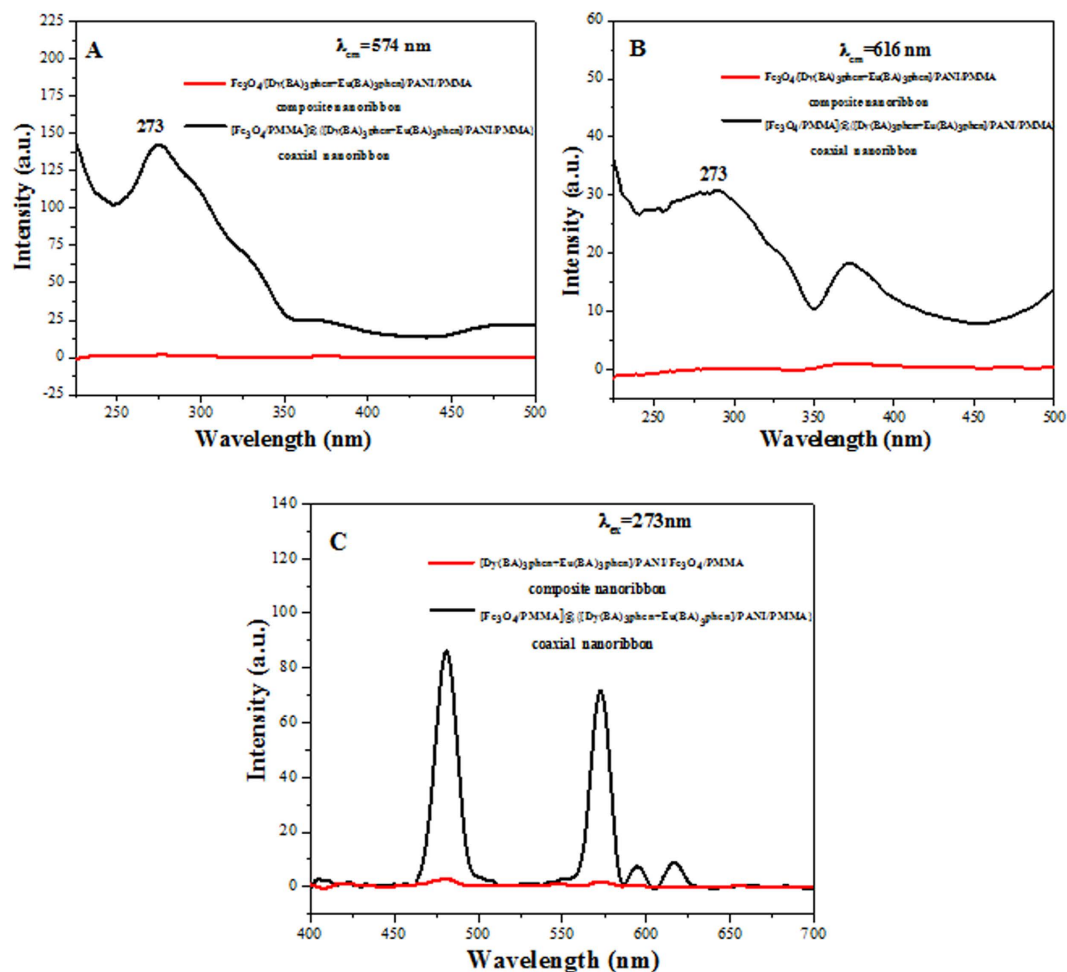 A
λem=574 nm
Fe3O4/[Dy(BA)3phen+Eu(BA)3phen]/PANI/PMMA
composite nanoribbon
[Fe3O4/PMMA]@{[Dy(BA)3phen+Eu(BA)3phen]/PANI/PMMA}
coaxial nanoribbon
273
225
200
175
150
125
100
75
50
25
0
-25
Intensity (a.u.)
250 300 350 400 450 500
Wavelength (nm)
B
λem=616 nm
Fe3O4/[Dy(BA)3phen+Eu(BA)3phen]/PANI/PMMA
composite nanoribbon
[Fe3O4/PMMA]@{[Dy(BA)3phen+Eu(BA)3phen]/PANI/PMMA}
coaxial nanoribbon
273
60
50
40
30
20
10
0
Intensity (a.u.)
250 300 350 400 450 500
Wavelength (nm)
C
λex=273nm
[Dy(BA)3phen+Eu(BA)3phen]/PANI/Fe3O4/PMMA
composite nanoribbon
[Fe3O4/PMMA]@{[Dy(BA)3phen+Eu(BA)3phen]/PANI/PMMA}
coaxial nanoribbon
140
120
100
80
60
40
20
0
Intensity (a.u.)
400 450 500 550 600 650 700
Wavelength (nm)